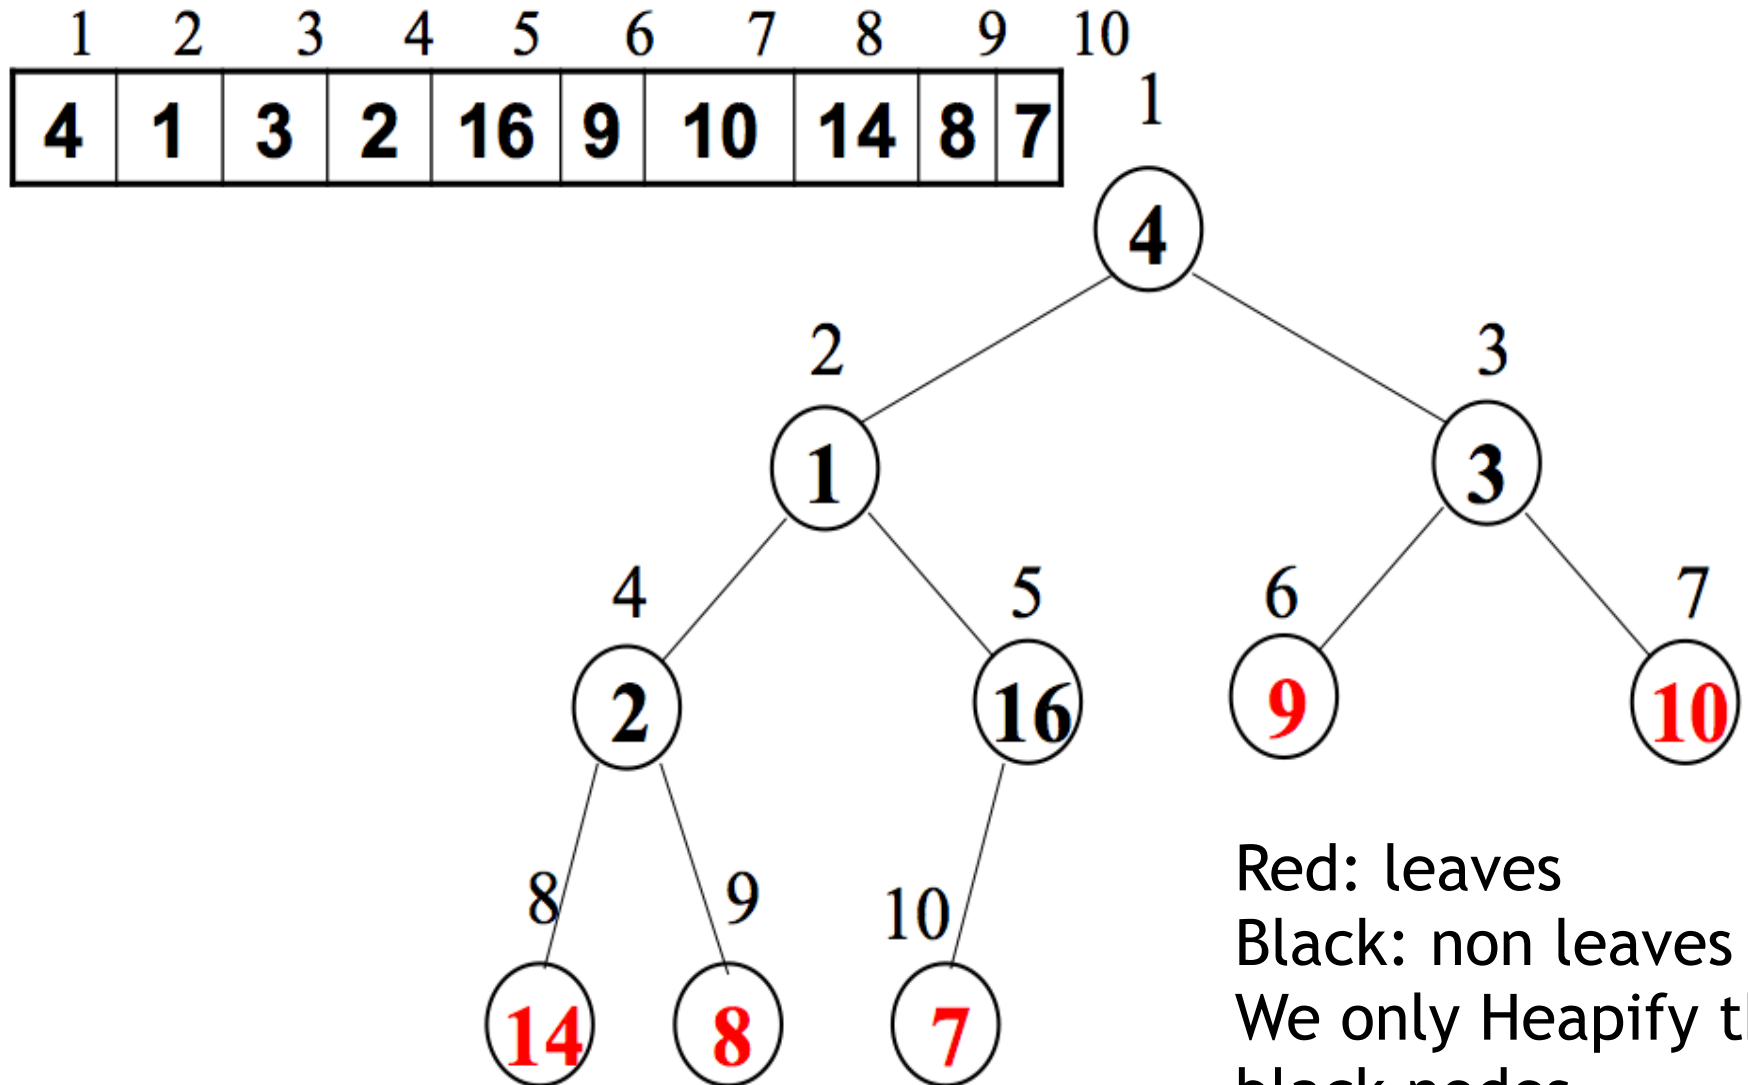 1 2 3 4 5 6 7 8 9 10
4 1 3 2 16 9 10 14 8 7
1
4
2 3
1 3
4 5 6 7
2 16 9 10
8 9 10
14 8 7
Red: leaves
Black: non leaves
We only Heapify
black nodes